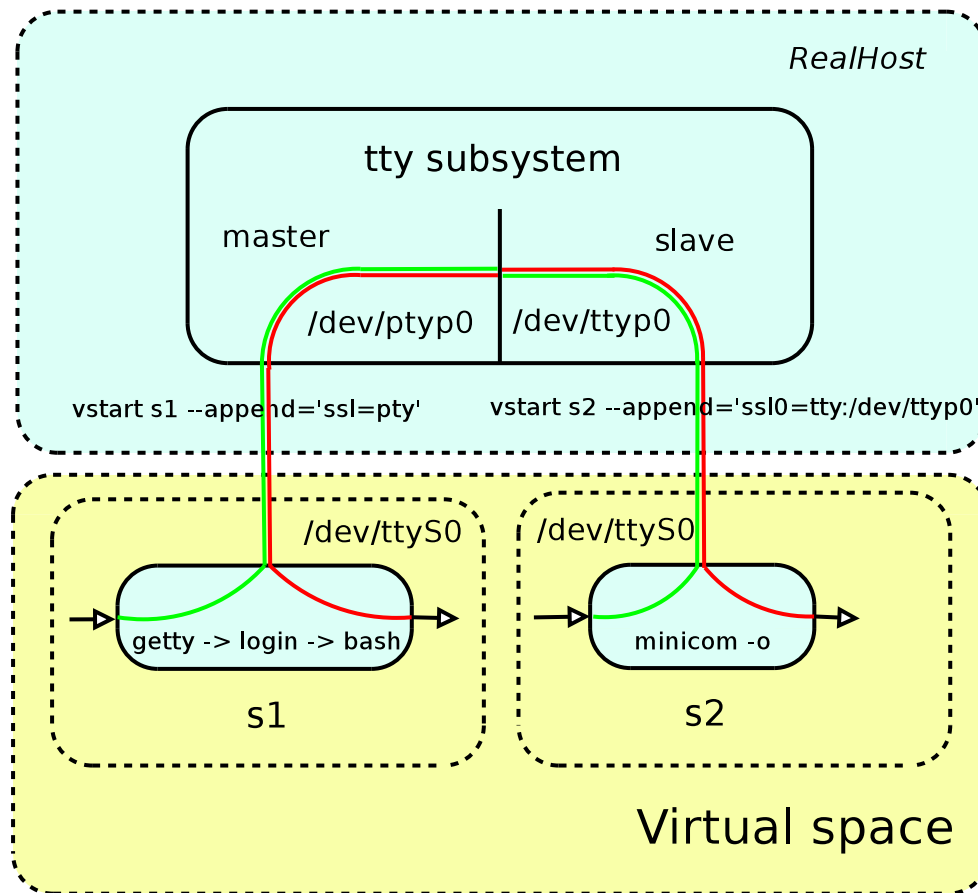 RealHost
tty subsystem
master
slave
/dev/ptyp0
/dev/ttyp0
vstart s1 --append='ssl=pty'
vstart s2 --append='ssl0=tty:/dev/ttyp0'
/dev/ttyS0
/dev/ttyS0
getty -> login -> bash
minicom -o
s1
s2
Virtual space